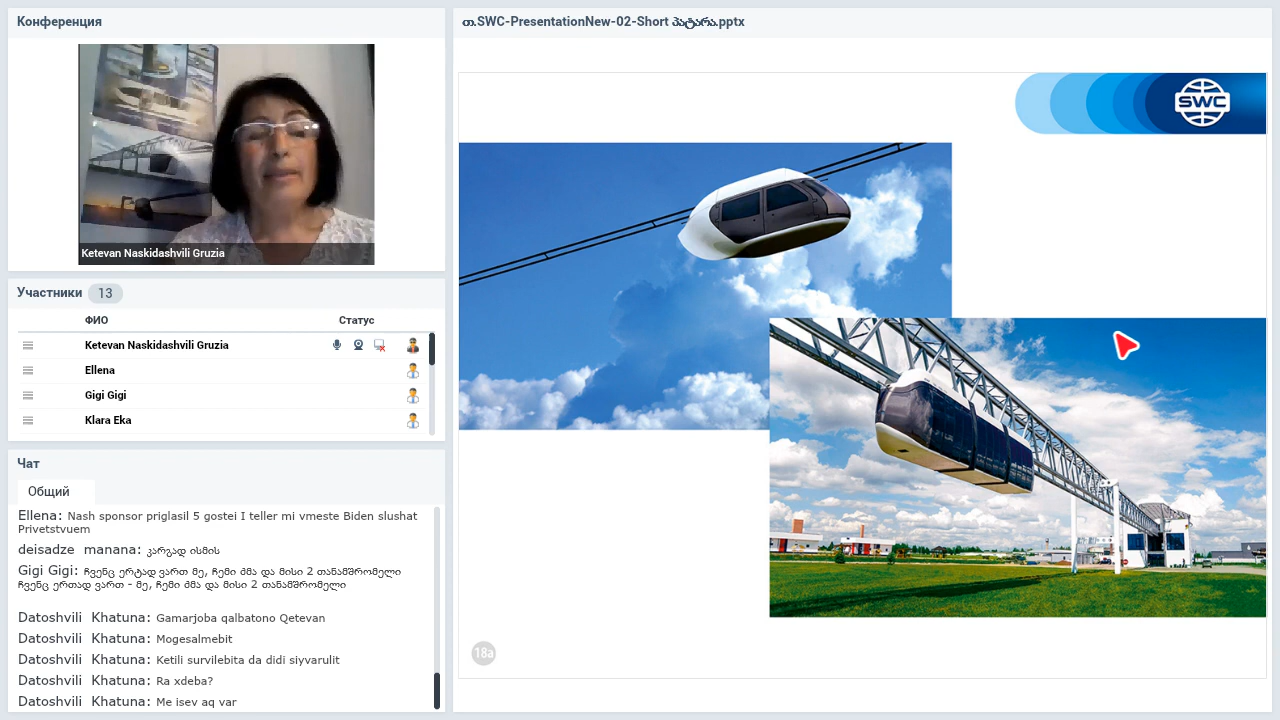 Конференция
Ketevan Naskidashvili Gruzia
Участники 13
ФИО Статус
Ketevan Naskidashvili Gruzia
Ellena
Gigi Gigi
Klara Eka
Чат
Общий
Ellena: Nash sponsor priglasil 5 gostei I teller mi vmeste Biden slushat
Privetstvuem
deisadze manana: კარგად ისმის
Gigi Gigi: ჩვენც ერტად ვართ მე, ჩემი ძმა და მისი 2 თანამშრომელი
ჩვენც ერთად ვართ - მე, ჩემი ძმა და მისი 2 თანამშრომელი
Datoshvili Khatuna: Gamarjoba qalbatono Qetevan
Datoshvili Khatuna: Mogesalmebit
Datoshvili Khatuna: Ketili survilebita da didi siyvarulit
Datoshvili Khatuna: Ra xdeba?
Datoshvili Khatuna: Me isev aq var
თ.SWC-PresentationNew-02-Short პატარა.pptx
SWC
18a